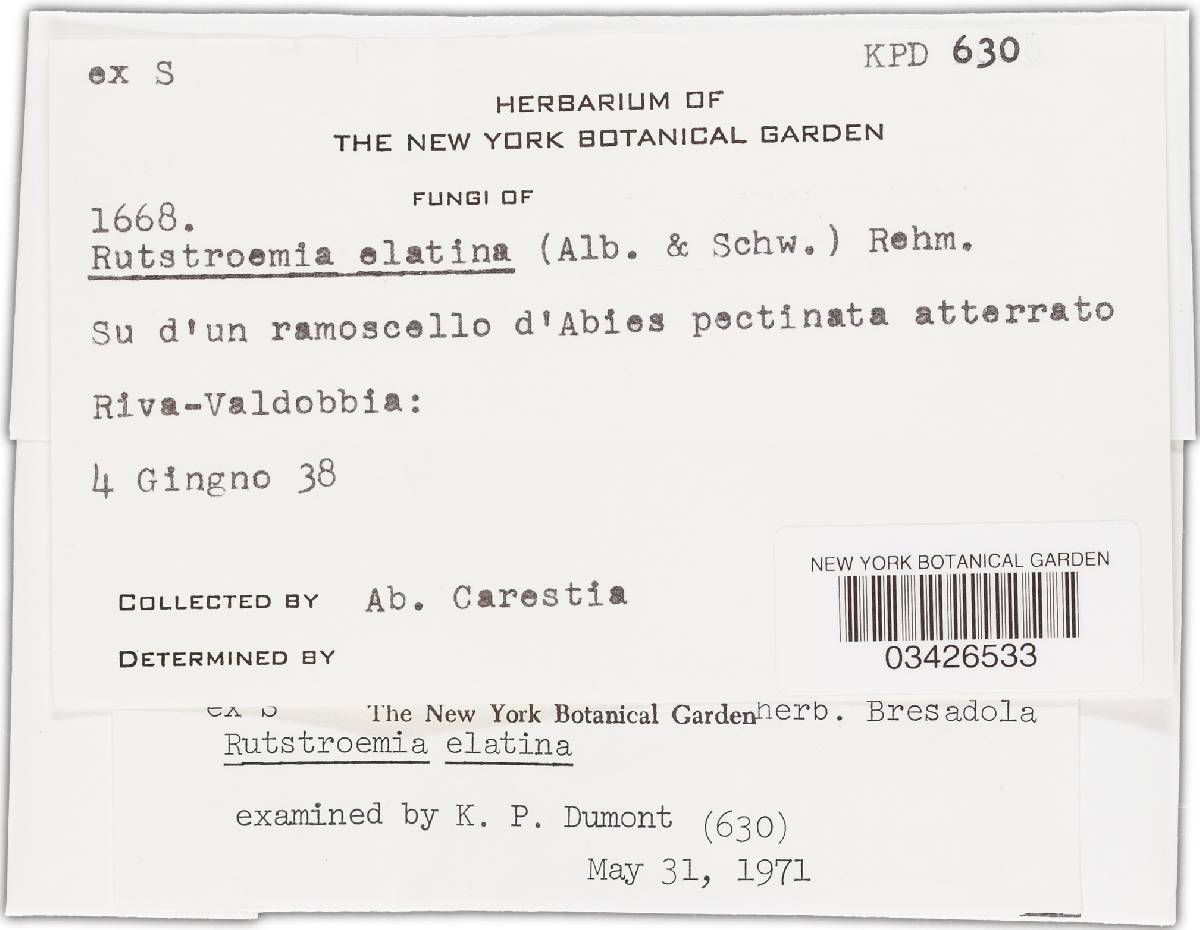 ex S
KPD 630
HERBARIUM OF
THE NEW YORK BOTANICAL GARDEN
FUNGI OF
1668.
Rutstroemia elatina (Alb. & Schw.) Rehm.
Su d'un ramoscello d'Abies pectinata atterrato
Riva-Valdobbia:
4 Gingno 38
COLLECTED BY Ab. Carestia
DETERMINED BY
NEW YORK BOTANICAL GARDEN
03426533
ex S The New York Botanical Garden herb. Bresadola
Rutstroemia elatina
examined by K. P. Dumont (630)
May 31, 1971